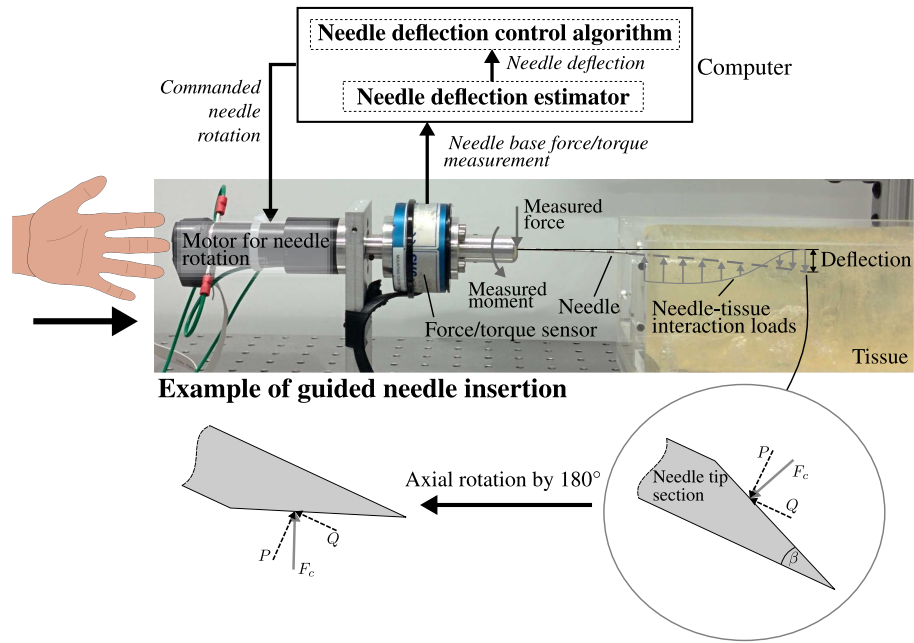 Needle deflection control algorithm
Needle deflection
Needle deflection estimator
Computer
Commanded
needle
rotation
Needle base force/torque
measurement
Motor for needle
rotation
Measured
force
Measured
moment
Force/torque sensor
Needle
Needle-tissue
interaction loads
Deflection
Tissue
Example of guided needle insertion
Axial rotation by 180°
P
Q
F_c
Needle tip
section
P
F_c
Q
β